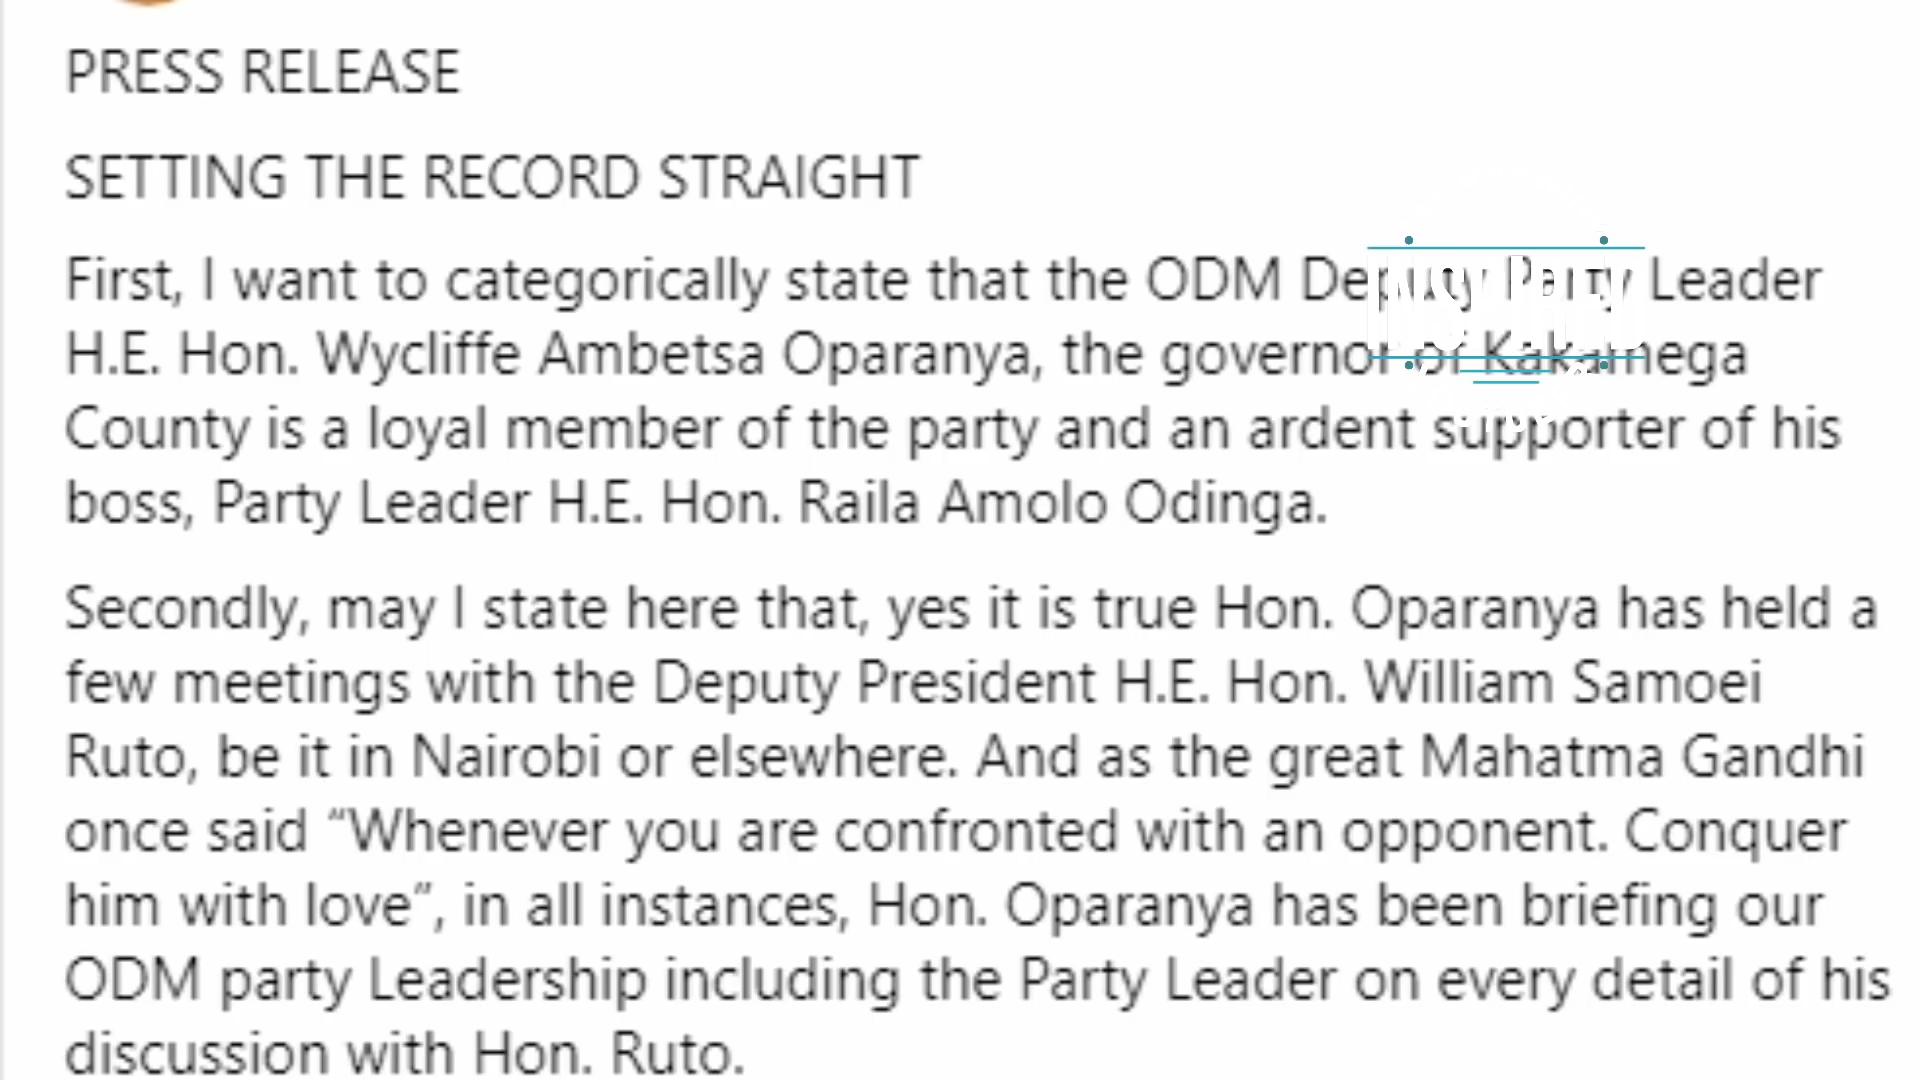 PRESS RELEASE
SETTING THE RECORD STRAIGHT
First, I want to categorically state that the ODM Deputy Party Leader
H.E. Hon. Wycliffe Ambetsa Oparanya, the governor of Kakamega
County is a loyal member of the party and an ardent supporter of his
boss, Party Leader H.E. Hon. Raila Amolo Odinga.
Secondly, may I state here that, yes it is true Hon. Oparanya has held a
few meetings with the Deputy President H.E. Hon. William Samoei
Ruto, be it in Nairobi or elsewhere. And as the great Mahatma Gandhi
once said “Whenever you are confronted with an opponent. Conquer
him with love”, in all instances, Hon. Oparanya has been briefing our
ODM party Leadership including the Party Leader on every detail of his
discussion with Hon. Ruto.